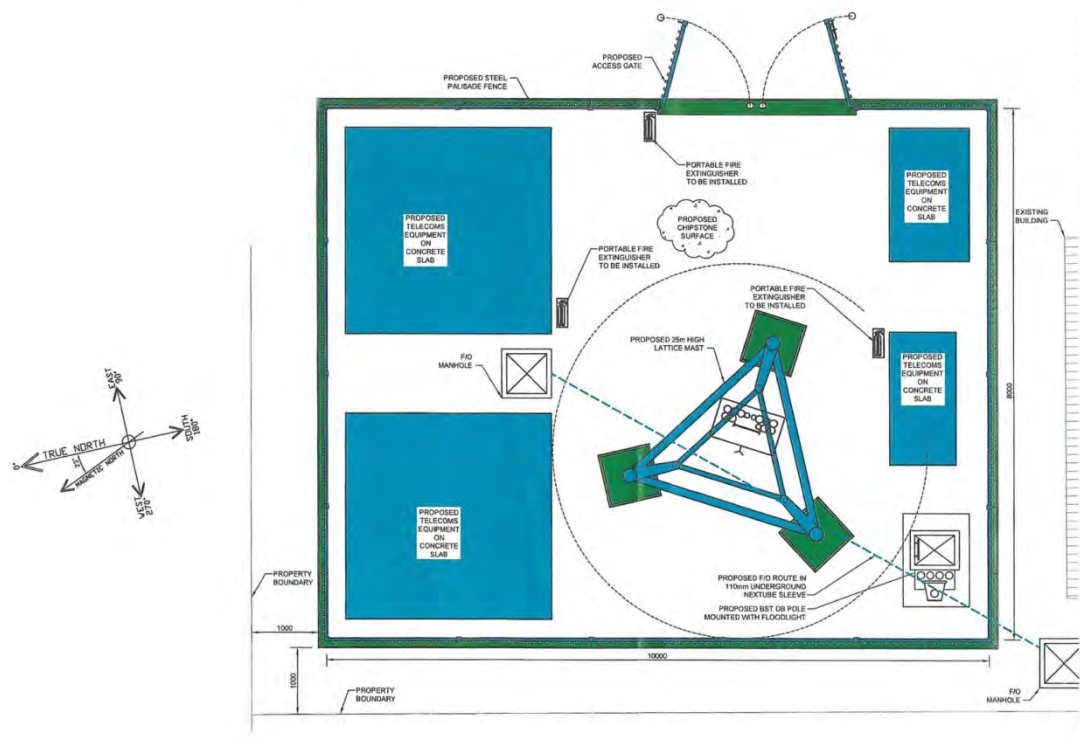 PROPOSED
ACCESS GATE
PROPOSED STEEL
PALISADE FENCE
PORTABLE FIRE
EXTINGUISHER
TO BE INSTALLED
PROPOSED
TELECOMS
EQUIPMENT
ON
CONCRETE
SLAB
PROPOSED
TELECOMS
EQUIPMENT
ON
CONCRETE
SLAB
PROPOSED
CHIPSTONE
SURFACE
EXISTING
BUILDING
PORTABLE FIRE
EXTINGUISHER
TO BE INSTALLED
PORTABLE FIRE
EXTINGUISHER
TO BE INSTALLED
PROPOSED 25m HIGH
LATTICE MAST
F/O
MANHOLE
PROPOSED
TELECOMS
EQUIPMENT
ON
CONCRETE
SLAB
8000
90°
EAST
SOUTH
180°
TRUE NORTH
0°
23°
MAGNETIC NORTH
WEST
270°
PROPOSED
TELECOMS
EQUIPMENT
ON
CONCRETE
SLAB
PROPERTY
BOUNDARY
PROPOSED F/O ROUTE IN
110mm UNDERGROUND
NEXTUBE SLEEVE
PROPOSED BST DB POLE
MOUNTED WITH FLOODLIGHT
1000
10000
1000
PROPERTY
BOUNDARY
F/O
MANHOLE